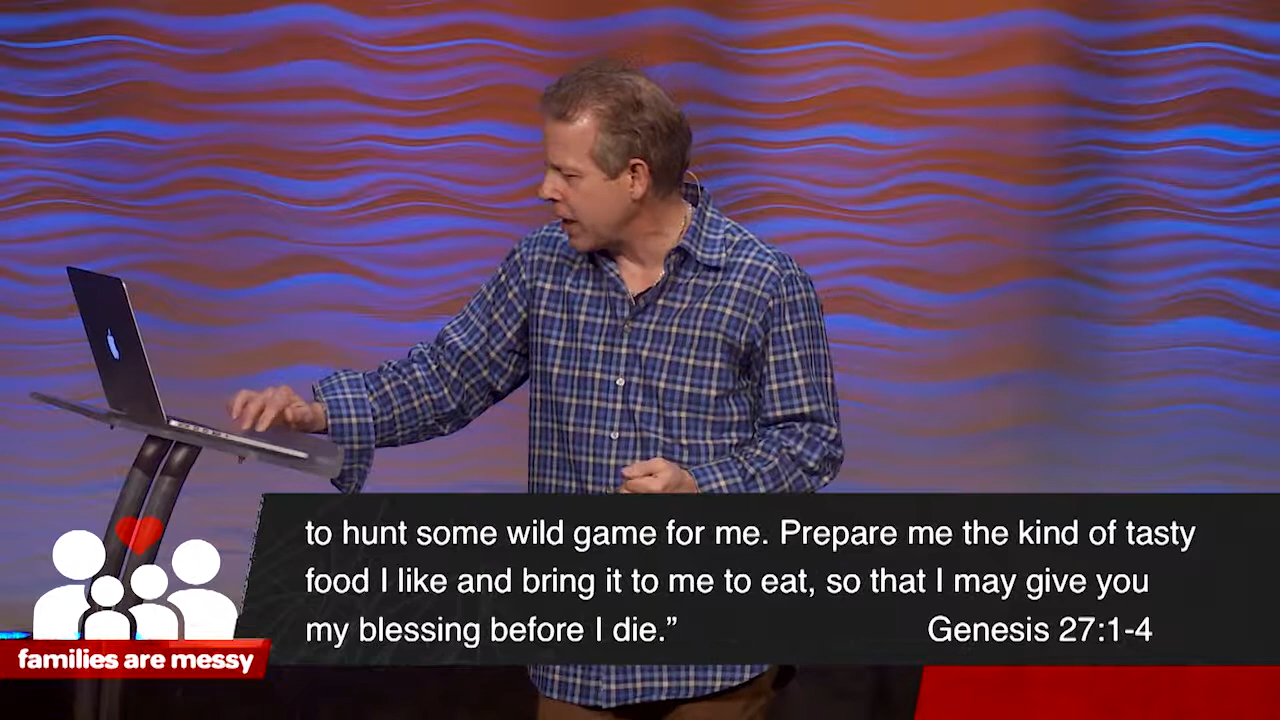 to hunt some wild game for me. Prepare me the kind of tasty
food I like and bring it to me to eat, so that I may give you
my blessing before I die.” Genesis 27:1-4
families are messy